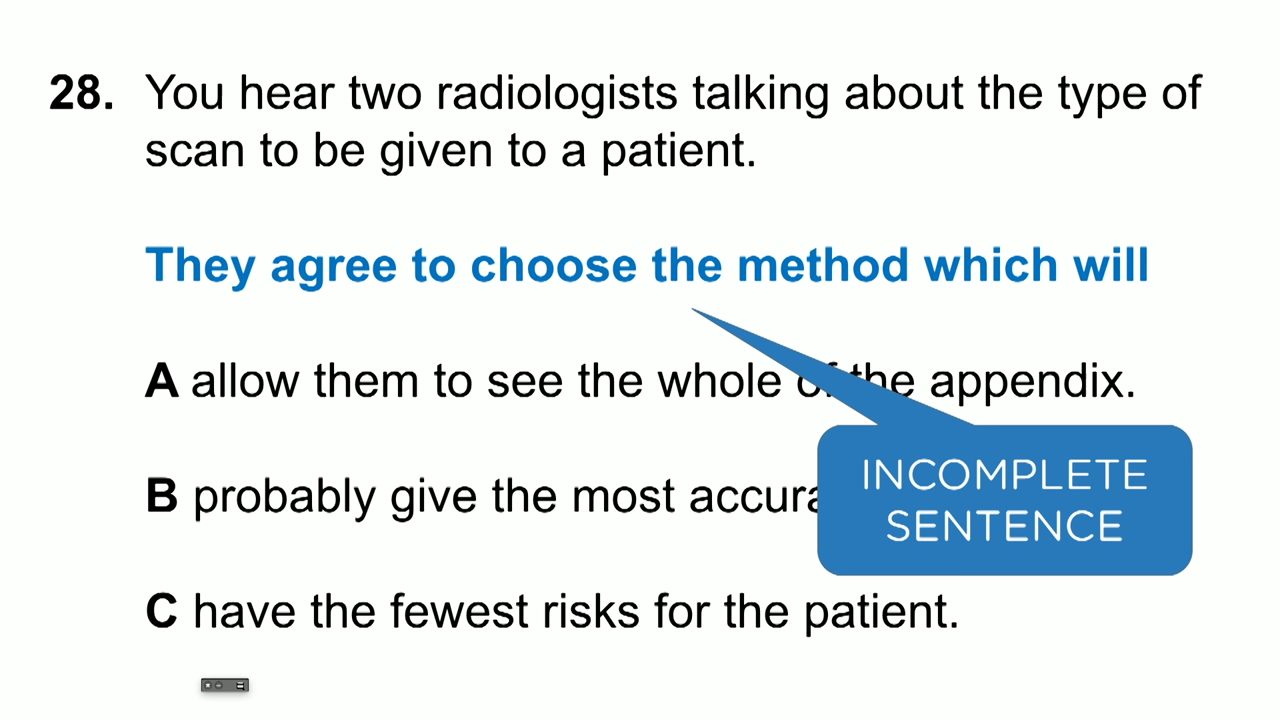 28. You hear two radiologists talking about the type of
scan to be given to a patient.
They agree to choose the method which will
A allow them to see the whole of the appendix.
B probably give the most
INCOMPLETE
SENTENCE
C have the fewest risks for the patient.